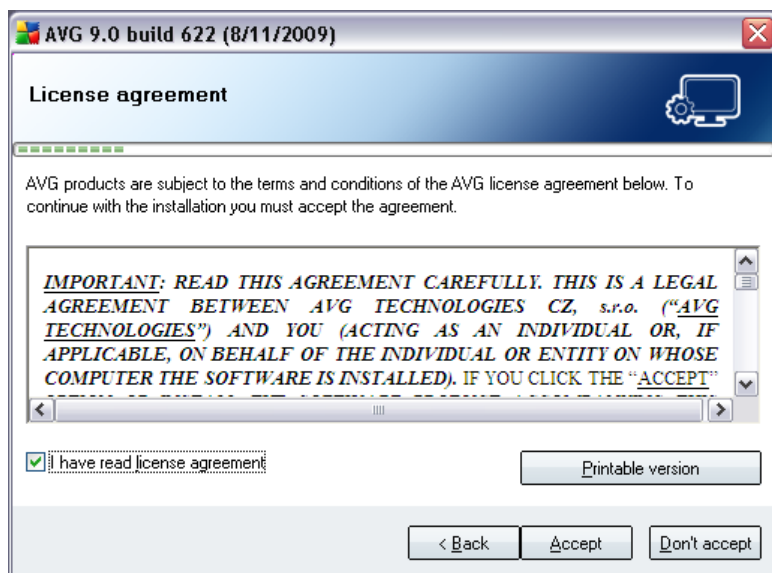 AVG 9.0 build 622 (8/11/2009)
License agreement
AVG products are subject to the terms and conditions of the AVG license agreement below. To
continue with the installation you must accept the agreement.
IMPORTANT: READ THIS AGREEMENT CAREFULLY. THIS IS A LEGAL
AGREEMENT BETWEEN AVG TECHNOLOGIES CZ, s.r.o. (“AVG
TECHNOLOGIES”) AND YOU (ACTING AS AN INDIVIDUAL OR, IF
APPLICABLE, ON BEHALF OF THE INDIVIDUAL OR ENTITY ON WHOSE
COMPUTER THE SOFTWARE IS INSTALLED). IF YOU CLICK THE “ACCEPT”
I have read license agreement
Printable version
< Back
Accept
Don't accept